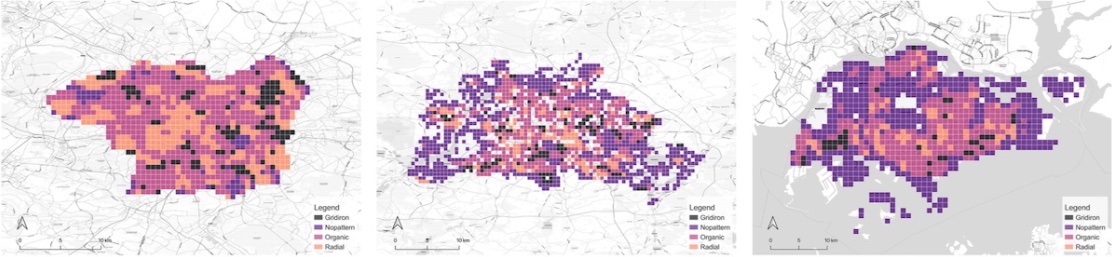 Legend
Gridiron
Nopattern
Organic
Radial
0 5 10 km
Legend
Gridiron
Nopattern
Organic
Radial
0 5 10 km
Legend
Gridiron
Nopattern
Organic
Radial
0 5 10 km